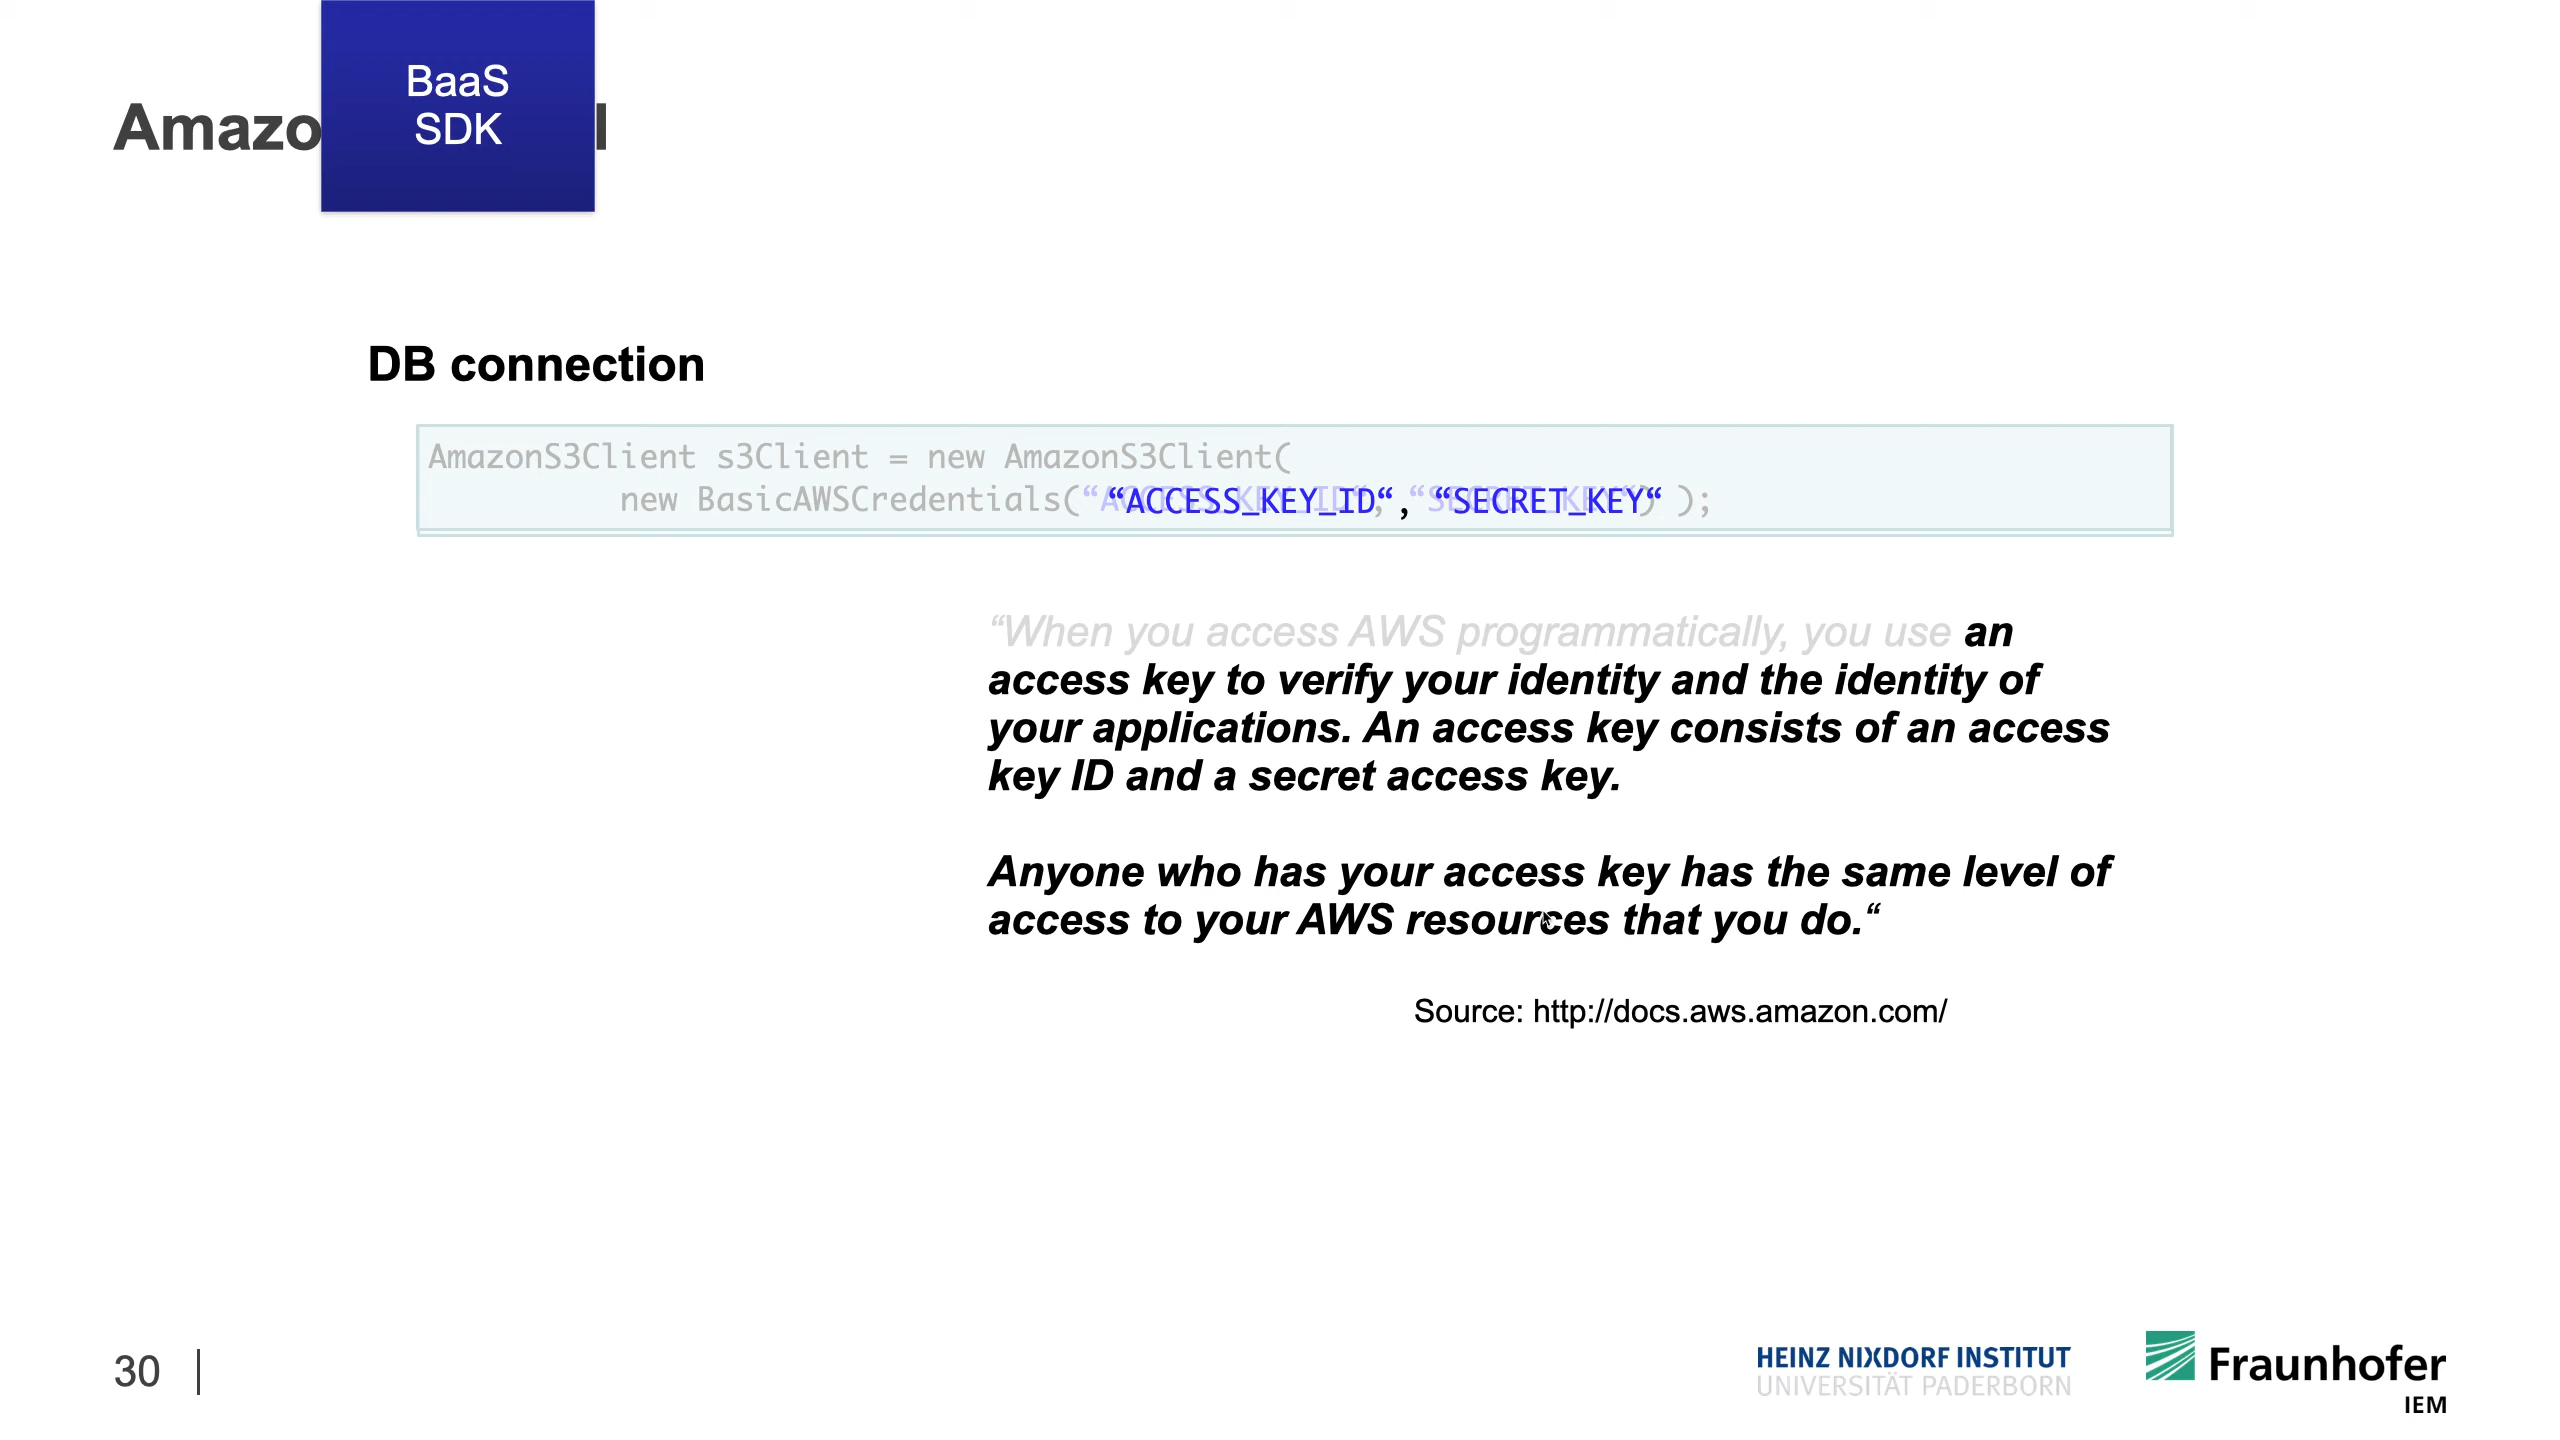 BaaS
SDK
Amazo l
DB connection
AmazonS3Client s3Client = new AmazonS3Client(
new BasicAWSCredentials(“ACCESS_KEY_ID“,“SECRET_KEY“) );
“ACCESS_KEY_ID“, “SECRET_KEY“
“When you access AWS programmatically, you use an
access key to verify your identity and the identity of
your applications. An access key consists of an access
key ID and a secret access key.
Anyone who has your access key has the same level of
access to your AWS resources that you do.“
Source: http://docs.aws.amazon.com/
30
HEINZ NIXDORF INSTITUT
UNIVERSITÄT PADERBORN
Fraunhofer
IEM